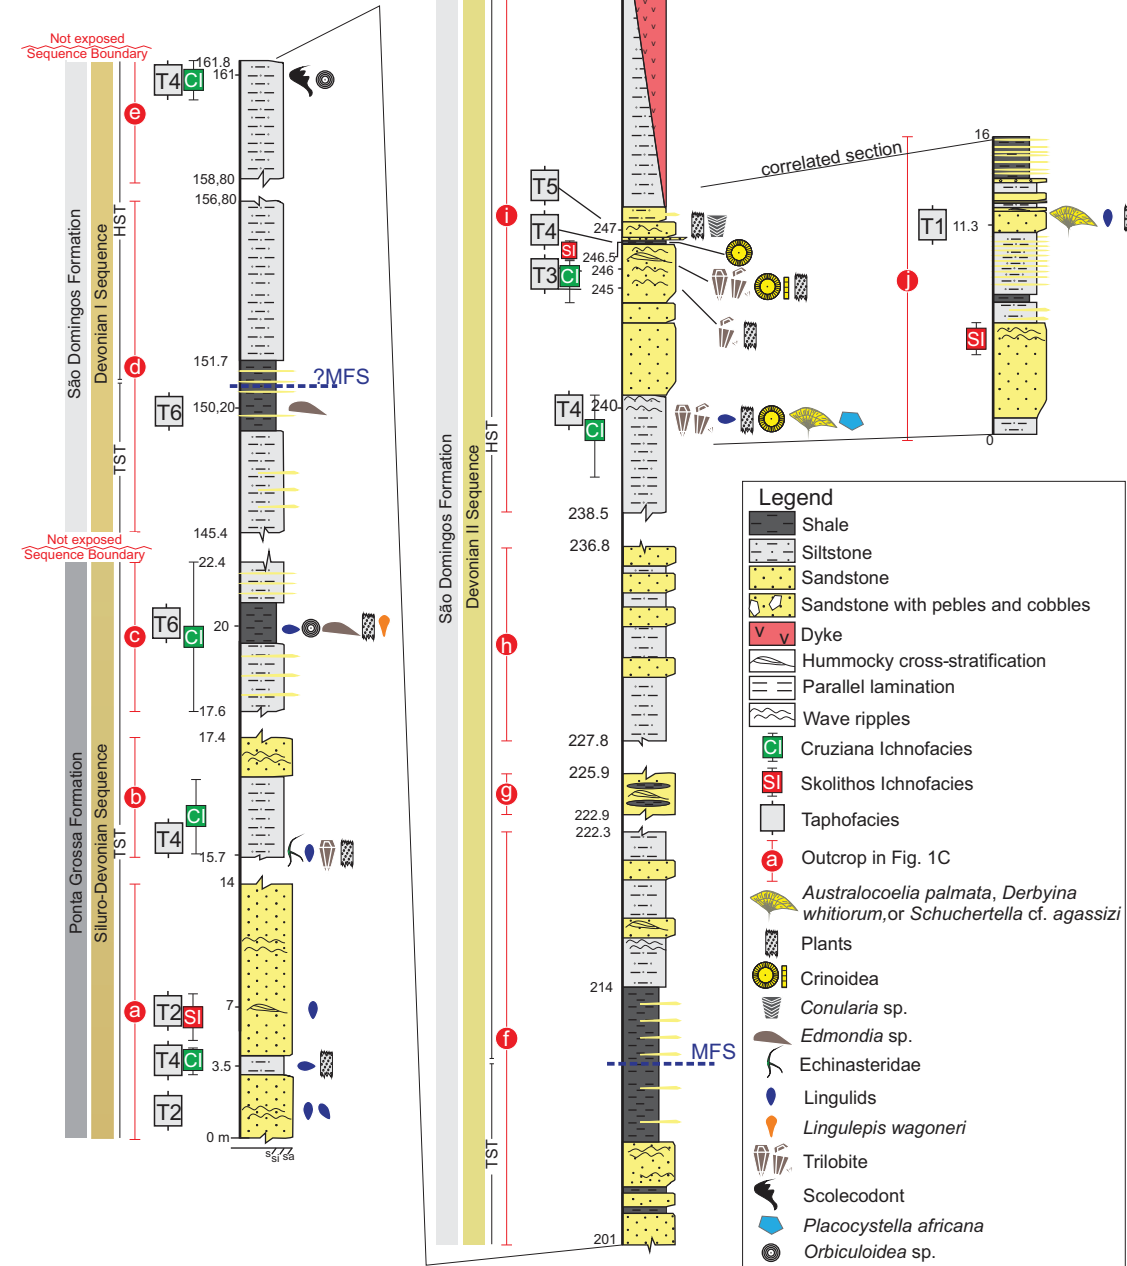 Not exposed
Sequence Boundary
São Domingos Formation
Devonian I Sequence
HST
TST
e
T4
CI
161.8
161
158,80
156,80
d
151.7
?MFS
T6
150,20
145.4
Not exposed
Sequence Boundary
Ponta Grossa Formation
Siluro-Devonian Sequence
TST
22.4
c
T6
CI
20
17.6
17.4
b
CI
T4
15.7
14
a
T2
SI
7
T4
CI
3.5
T2
0 m
s si sa
São Domingos Formation
Devonian II Sequence
HST
TST
i
T5
T4
SI
T3
CI
247
246.5
246
245
T4
CI
240
238.5
236.8
h
227.8
225.9
g
222.9
222.3
214
f
MFS
201
correlated section
j
16
T1
11.3
SI
0
Legend
Shale
Siltstone
Sandstone
Sandstone with pebles and cobbles
v v Dyke
Hummocky cross-stratification
Parallel lamination
Wave ripples
CI Cruziana Ichnofacies
SI Skolithos Ichnofacies
Taphofacies
a Outcrop in Fig. 1C
Australocoelia palmata, Derbyina
whitiorum,or Schuchertella cf. agassizi
Plants
Crinoidea
Conularia sp.
Edmondia sp.
Echinasteridae
Lingulids
Lingulepis wagoneri
Trilobite
Scolecodont
Placocystella africana
Orbiculoidea sp.